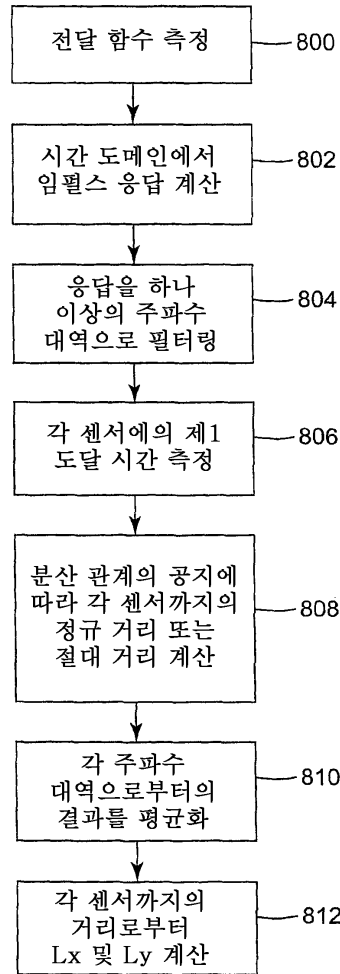 전달 함수 측정
800
시간 도메인에서
임펄스 응답 계산
802
응답을 하나
이상의 주파수
대역으로 필터링
804
각 센서에의 제1
도달 시간 측정
806
분산 관계의 공지에
따라 각 센서까지의
정규 거리 또는
절대 거리 계산
808
각 주파수
대역으로부터의
결과를 평균화
810
각 센서까지의
거리로부터
Lx 및 Ly 계산
812